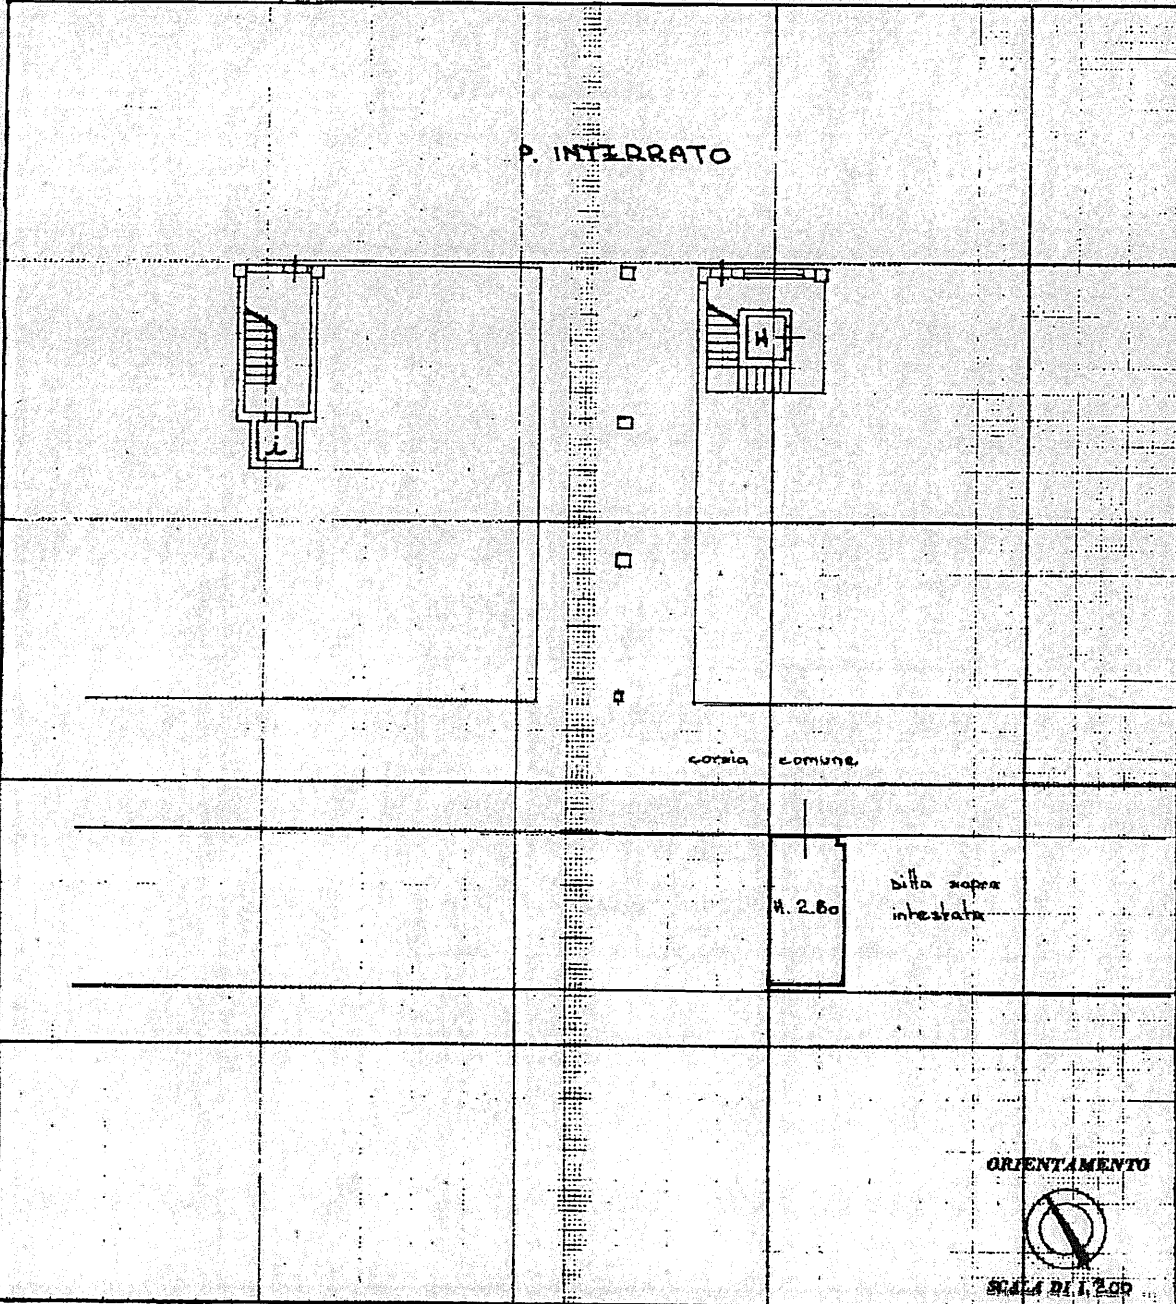 P. INTERRATO
H
i
corsia comune
H. 2.80
ditta sopra
intestata
ORIENTAMENTO
SCALA DI 1:200